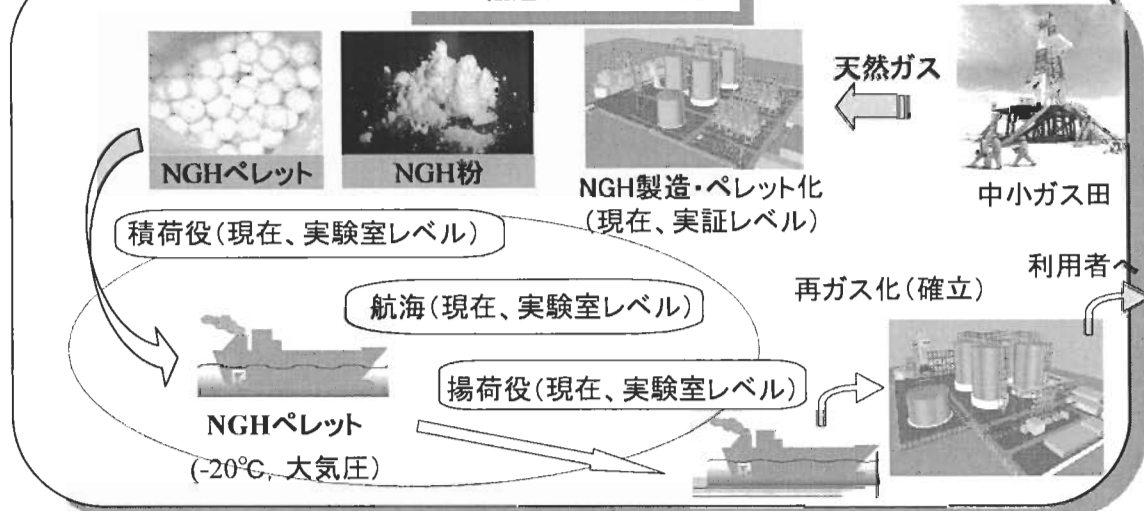 天然ガス
NGHペレット
NGH粉
NGH製造・ペレット化
(現在、実証レベル)
中小ガス田
積荷役(現在、実験室レベル)
利用者へ
再ガス化(確立)
航海(現在、実験室レベル)
揚荷役(現在、実験室レベル)
NGHペレット
(-20℃, 大気圧)